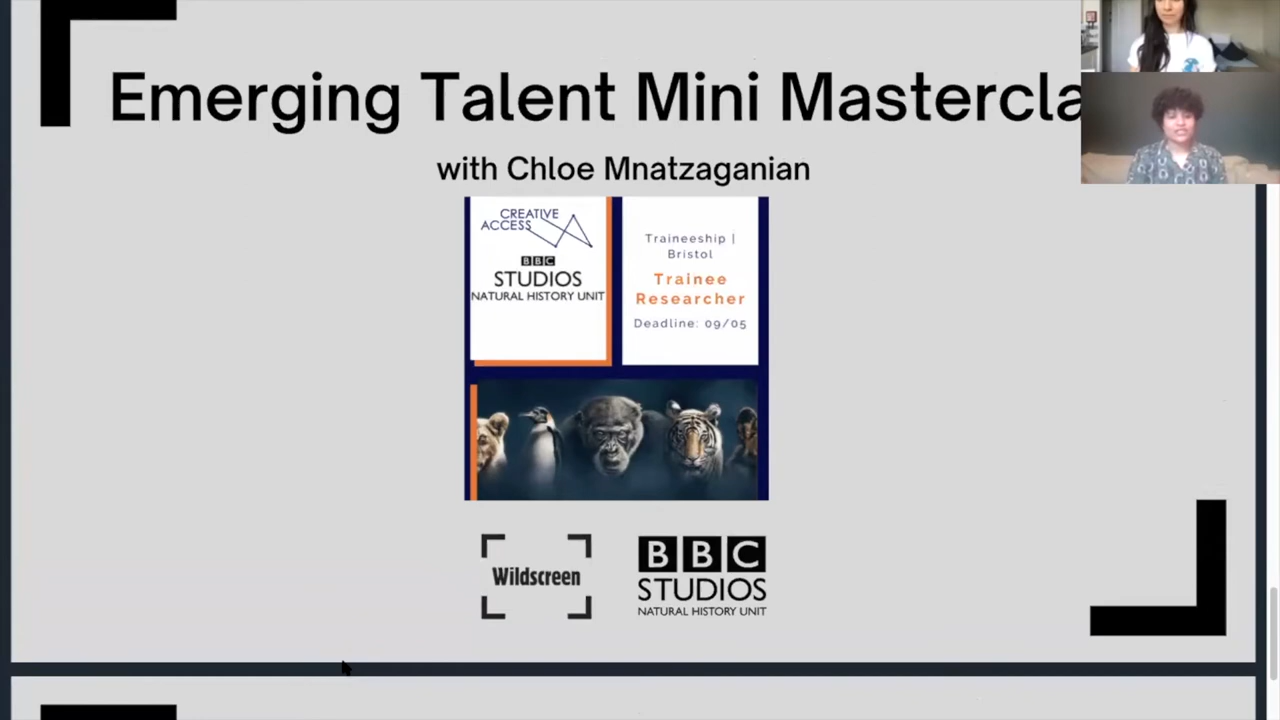 Emerging Talent Mini Mastercla
with Chloe Mnatzaganian
CREATIVE
ACCESS
BBC
STUDIOS
NATURAL HISTORY UNIT
Traineeship |
Bristol
Trainee
Researcher
Deadline: 09/05
Wildscreen
BBC
STUDIOS
NATURAL HISTORY UNIT